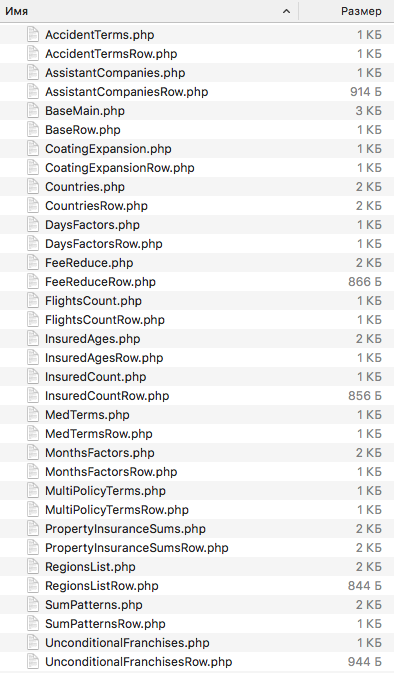 Имя Размер
AccidentTerms.php 1 КБ
AccidentTermsRow.php 1 КБ
AssistantCompanies.php 1 КБ
AssistantCompaniesRow.php 914 Б
BaseMain.php 3 КБ
BaseRow.php 1 КБ
CoatingExpansion.php 1 КБ
CoatingExpansionRow.php 1 КБ
Countries.php 2 КБ
CountriesRow.php 2 КБ
DaysFactors.php 1 КБ
DaysFactorsRow.php 1 КБ
FeeReduce.php 2 КБ
FeeReduceRow.php 866 Б
FlightsCount.php 1 КБ
FlightsCountRow.php 1 КБ
InsuredAges.php 2 КБ
InsuredAgesRow.php 1 КБ
InsuredCount.php 1 КБ
InsuredCountRow.php 856 Б
MedTerms.php 1 КБ
MedTermsRow.php 1 КБ
MonthsFactors.php 2 КБ
MonthsFactorsRow.php 1 КБ
MultiPolicyTerms.php 1 КБ
MultiPolicyTermsRow.php 1 КБ
PropertyInsuranceSums.php 2 КБ
PropertyInsuranceSumsRow.php 1 КБ
RegionsList.php 2 КБ
RegionsListRow.php 844 Б
SumPatterns.php 2 КБ
SumPatternsRow.php 1 КБ
UnconditionalFranchises.php 1 КБ
UnconditionalFranchisesRow.php 944 Б